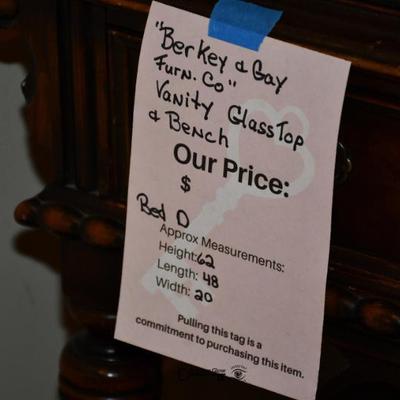 "Berkey & Gay
Furn. Co"
Vanity Glass Top
& Bench
Our Price:
$
Bed D
Approx Measurements:
Height: 62
Length: 48
Width: 20
Pulling this tag is a
commitment to purchasing this item.